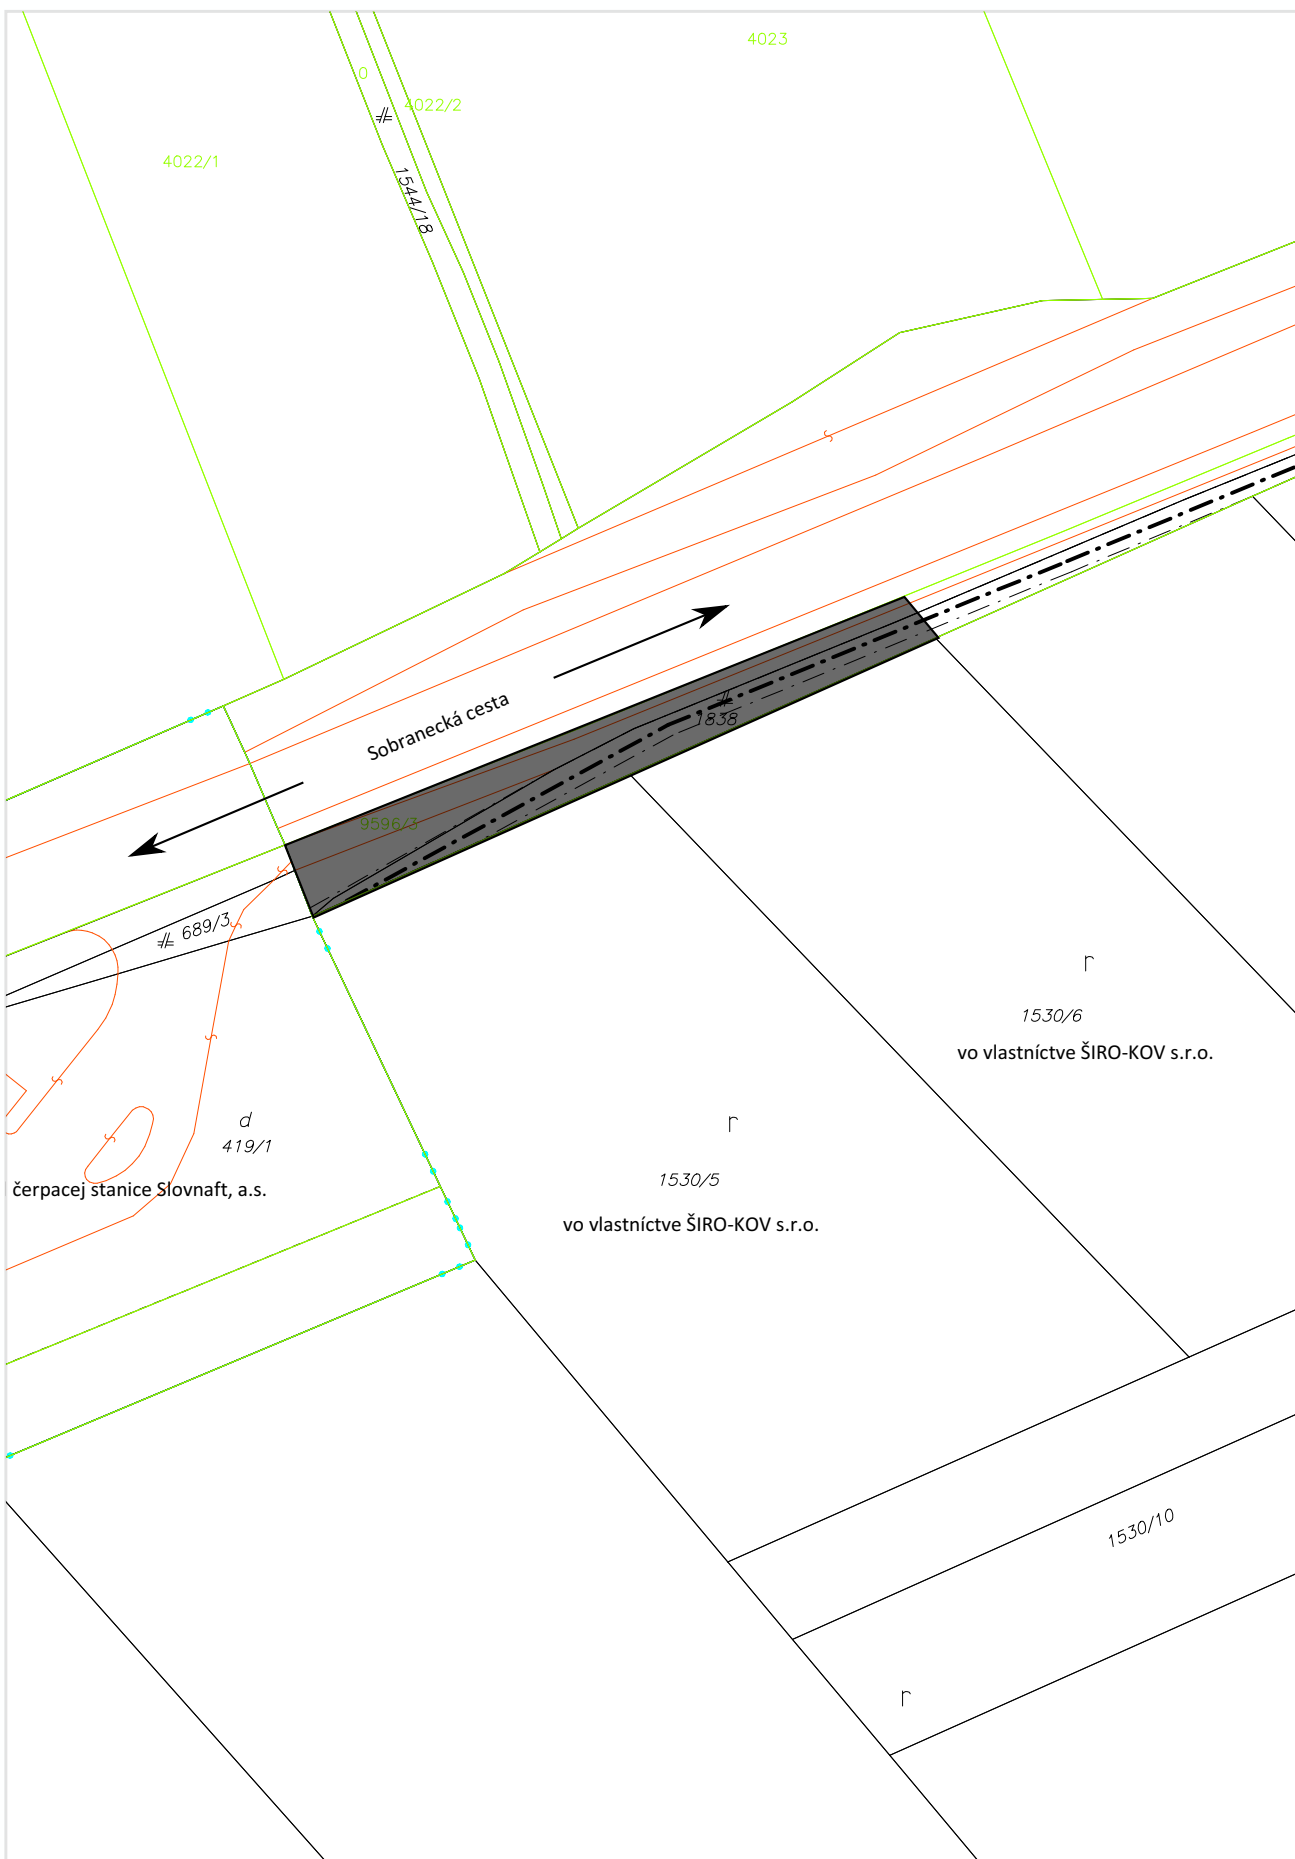 4023
0
4022/2
4022/1
1544/18
Sobranecká cesta
1838
9596/3
689/3
r
1530/6
vo vlastníctve ŠIRO-KOV s.r.o.
d
419/1
r
1530/5
čerpacej stanice Slovnaft, a.s.
vo vlastníctve ŠIRO-KOV s.r.o.
1530/10
r